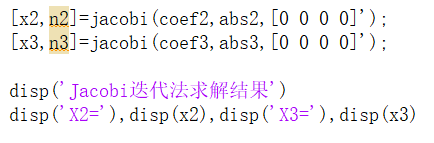 [x2,n2]=jacobi(coef2,abs2,[0 0 0 0]');
[x3,n3]=jacobi(coef3,abs3,[0 0 0 0]');
disp('Jacobi迭代法求解结果')
disp('X2='),disp(x2),disp('X3='),disp(x3)